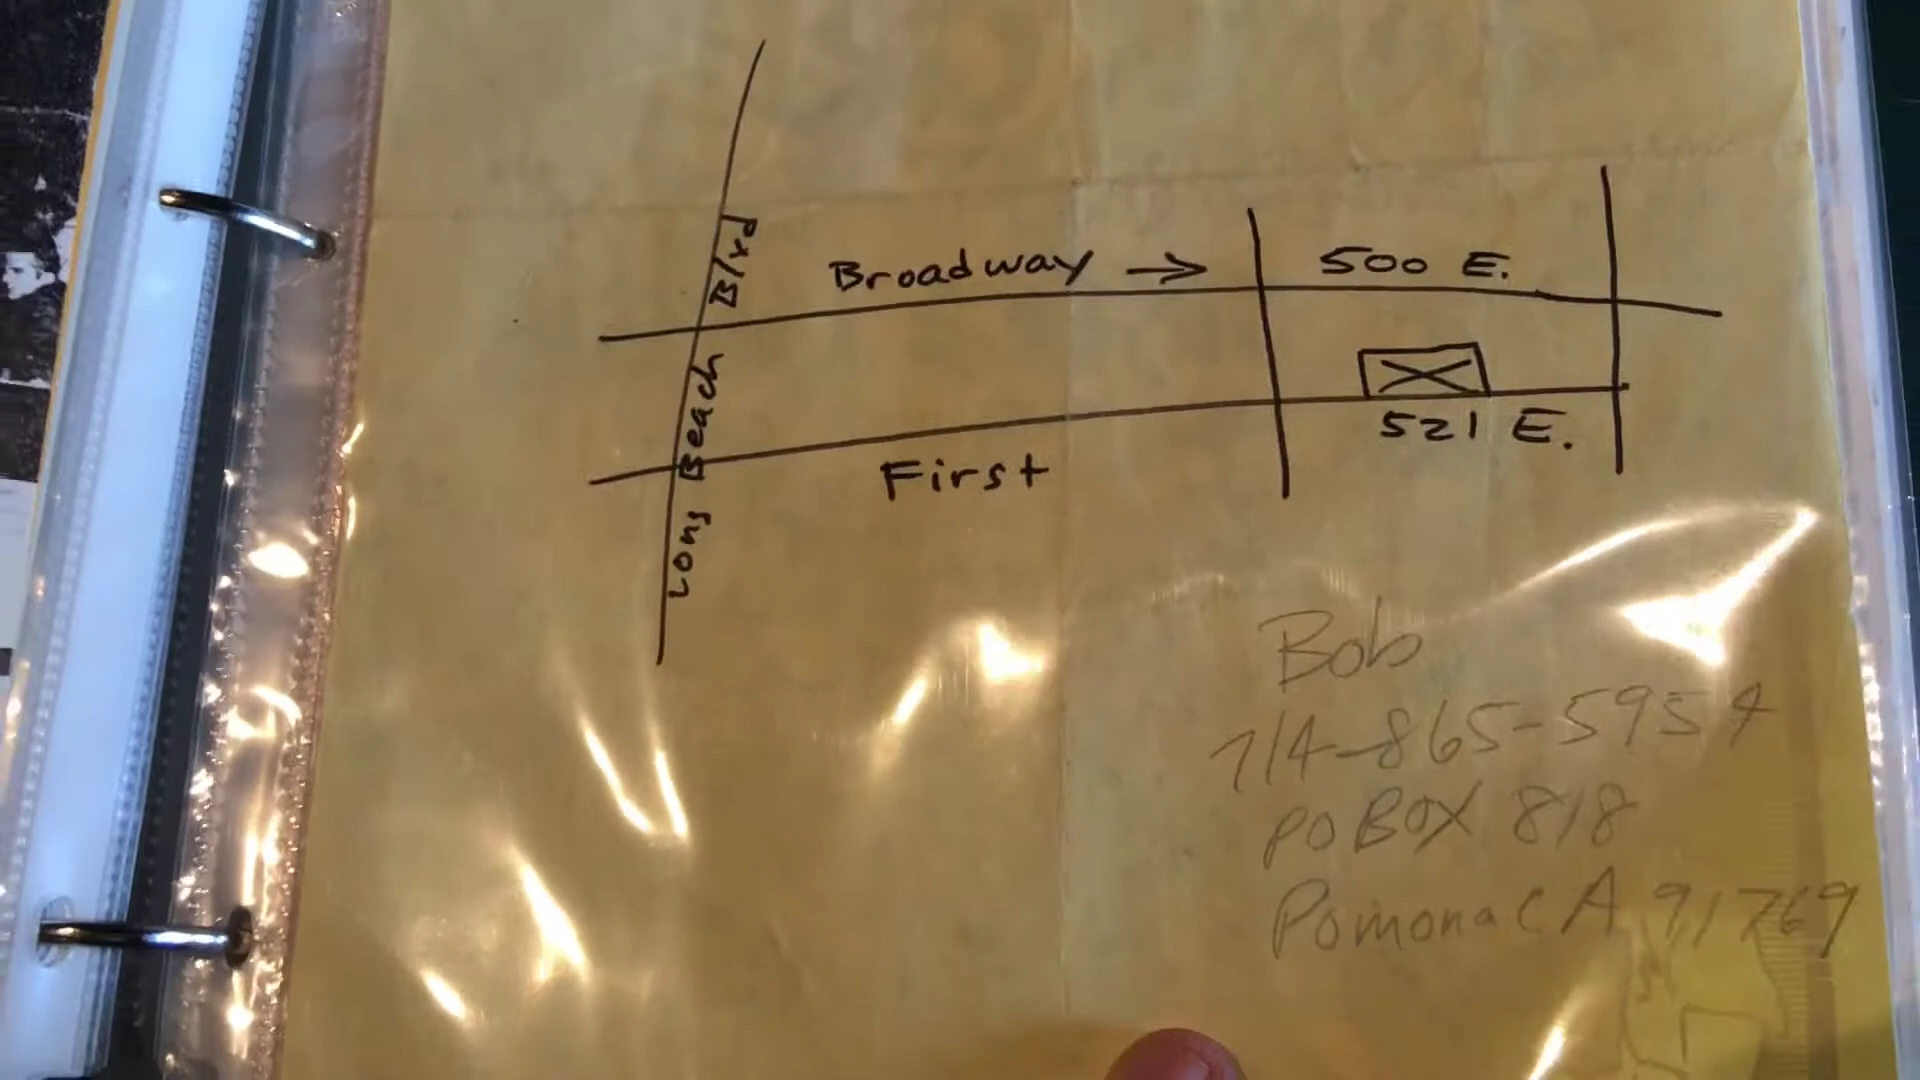 Long Beach Blvd
Broadway → 500 E.
521 E.
First
Bob
714-865-5954
PO BOX 818
Pomona CA 91769